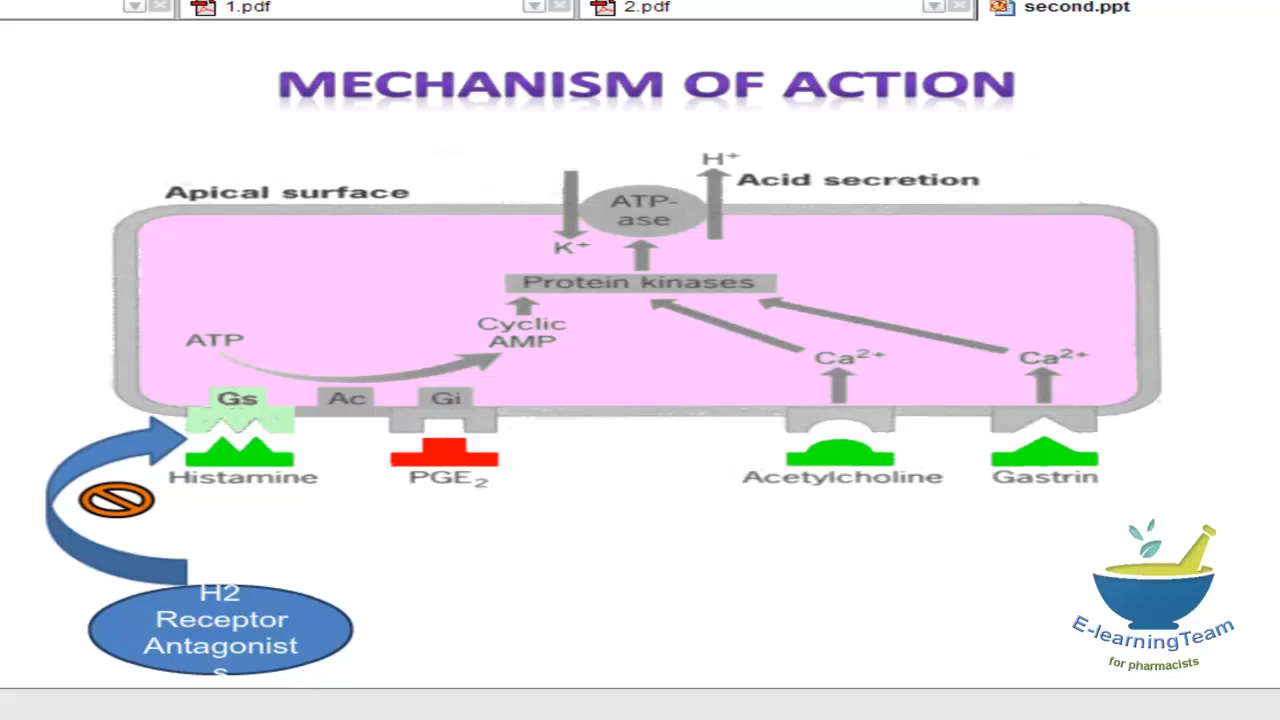 1.pdf
2.pdf
second.ppt
MECHANISM OF ACTION
H+
Apical surface
Acid secretion
ATP-
ase
K+
Protein kinases
Cyclic
AMP
ATP
Ca2+
Ca2+
Gs
Ac
Gi
Histamine
PGE2
Acetylcholine
Gastrin
H2
Receptor
Antagonist
s
E-learningTeam
for pharmacists